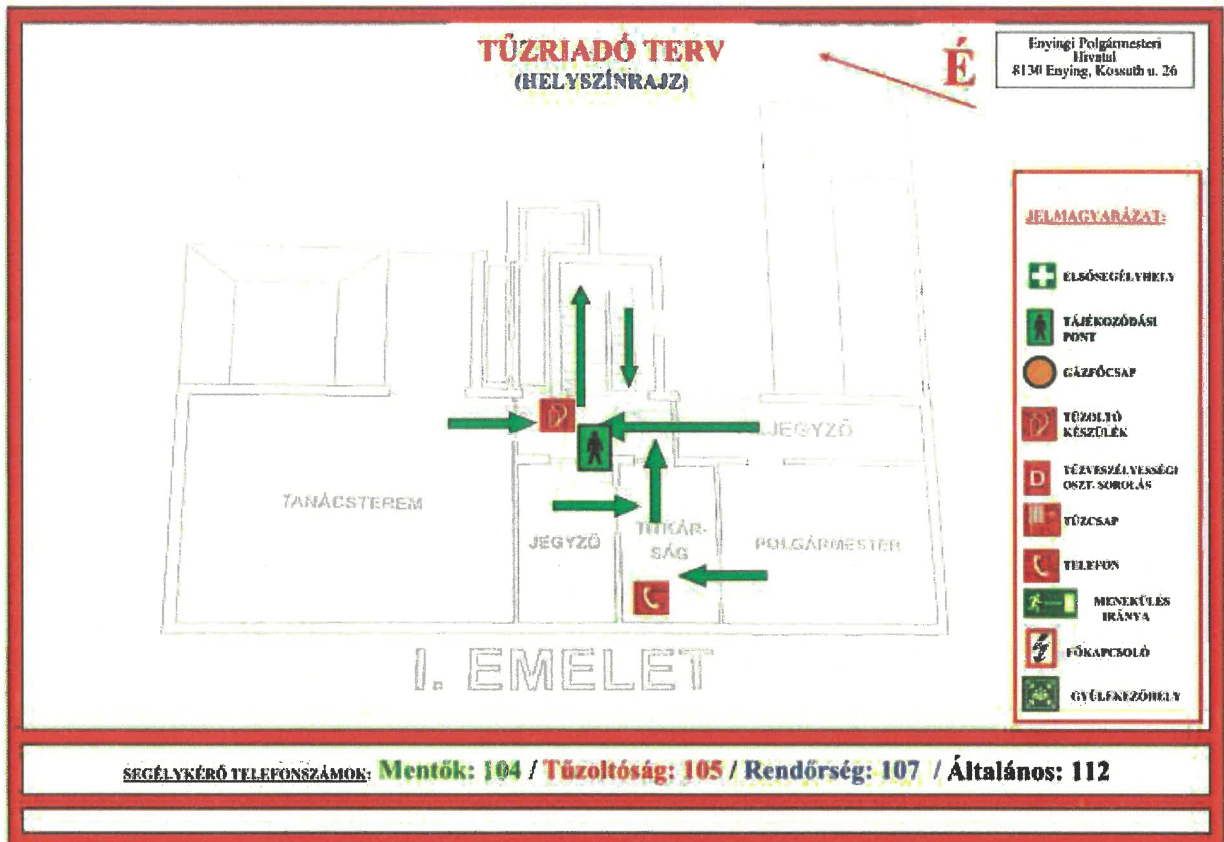 TŰZRIADÓ TERV
(HELYSZÍNRAJZ)
É
Enyingi Polgármesteri
Hivatal
8130 Enying, Kossuth u. 26
JELMAGYARÁZAT:
ELSŐSEGÉLYHELY
TÁJÉKOZÓDÁSI
PONT
GÁZFŐCSAP
TŰZOLTÓ
KÉSZÜLÉK
D
TŰZVESZÉLYESSÉGI
OSZT. SOROLÁS
TŰZCSAP
TELEFON
MENEKÜLÉS
IRÁNYA
FŐKAPCSOLÓ
GYÜLEKEZŐHELY
AJEGYZŐ
TANÁCSTEREM
JEGYZŐ
TITKÁR-
SÁG
POLGÁRMESTER
I. EMELET
SEGÉLYKÉRŐ TELEFONSZÁMOK: Mentők: 104 / Tűzoltóság: 105 / Rendőrség: 107 / Általános: 112